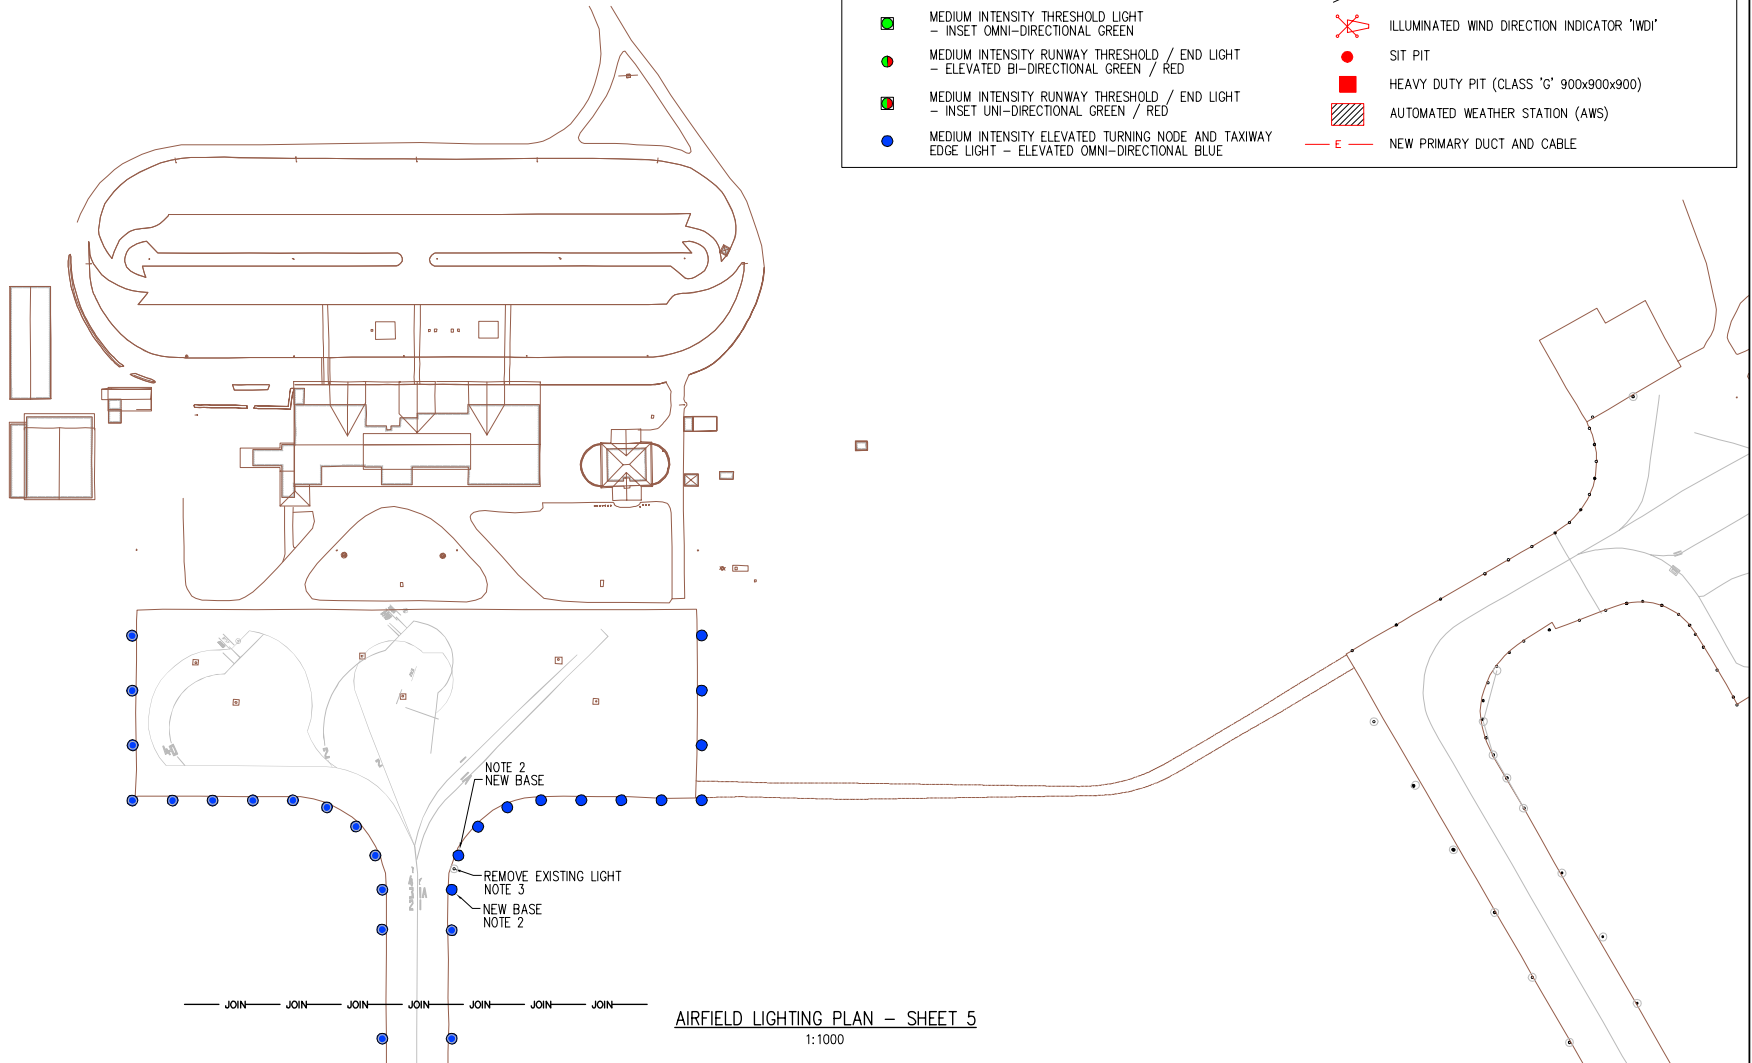 MEDIUM INTENSITY THRESHOLD LIGHT
– INSET OMNI-DIRECTIONAL GREEN
MEDIUM INTENSITY RUNWAY THRESHOLD / END LIGHT
– ELEVATED BI-DIRECTIONAL GREEN / RED
MEDIUM INTENSITY RUNWAY THRESHOLD / END LIGHT
– INSET UNI-DIRECTIONAL GREEN / RED
MEDIUM INTENSITY ELEVATED TURNING NODE AND TAXIWAY
EDGE LIGHT – ELEVATED OMNI-DIRECTIONAL BLUE
ILLUMINATED WIND DIRECTION INDICATOR 'IWDI'
SIT PIT
HEAVY DUTY PIT (CLASS 'G' 900x900x900)
AUTOMATED WEATHER STATION (AWS)
E
NEW PRIMARY DUCT AND CABLE
40
2
2
NOTE 2
NEW BASE
REMOVE EXISTING LIGHT
NOTE 3
NEW BASE
NOTE 2
JOIN JOIN JOIN JOIN JOIN JOIN JOIN
AIRFIELD LIGHTING PLAN – SHEET 5
1:1000